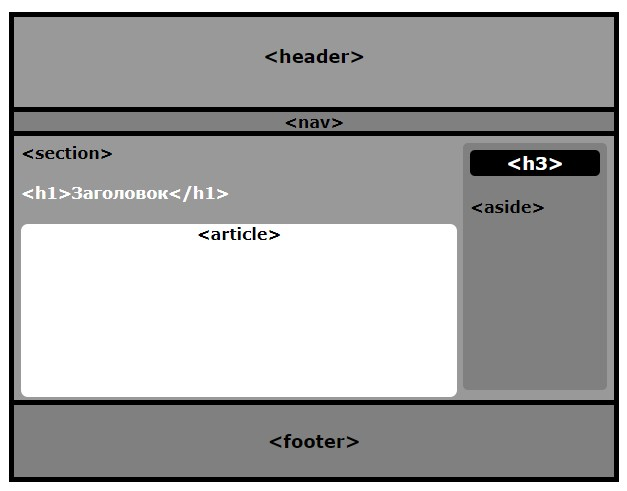 <header>
<nav>
<section>
<h1>Заголовок</h1>
<article>
<h3>
<aside>
<footer>